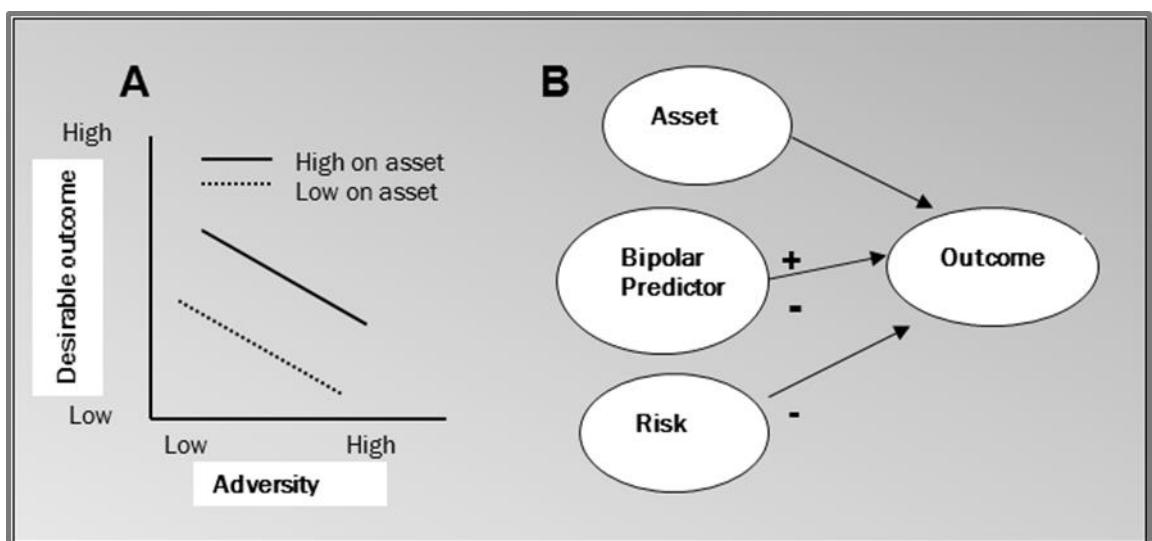 A
High
High on asset
Low on asset
Desirable outcome
Low
Low
High
Adversity
B
Asset
Bipolar
Predictor
+
-
Outcome
Risk
-